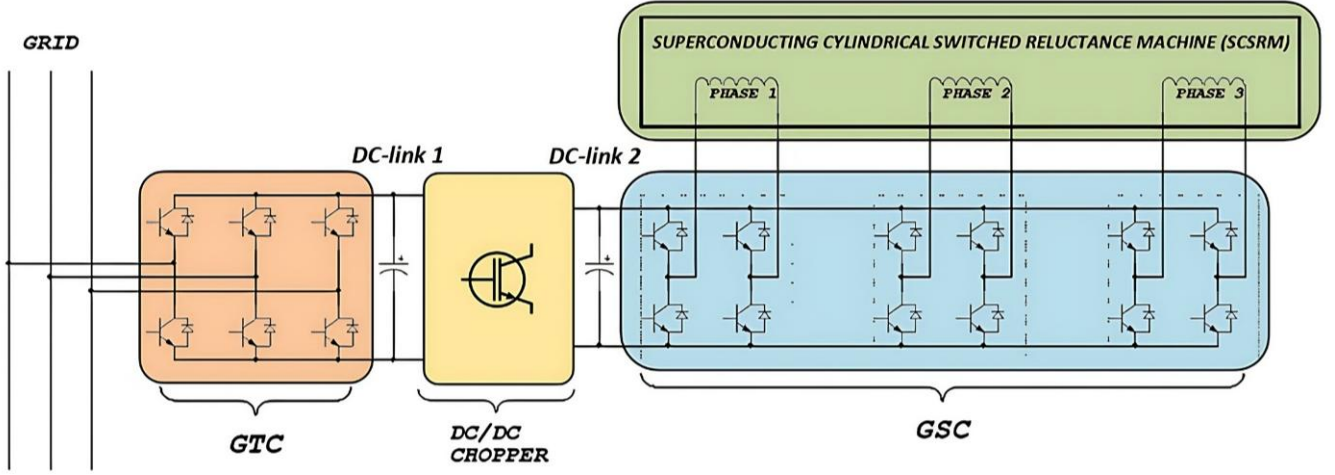 SUPERCONDUCTING CYLINDRICAL SWITCHED RELUCTANCE MACHINE (SCSRM)
GRID
PHASE 1
PHASE 2
PHASE 3
DC-link 1
DC-link 2
+
+
GTC
DC/DC
CHOPPER
GSC